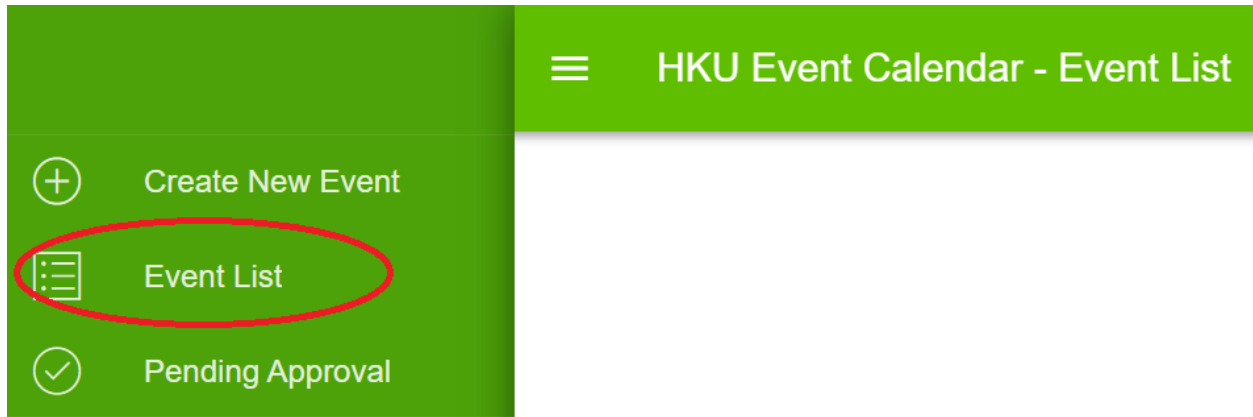 HKU Event Calendar - Event List
Create New Event
Event List
Pending Approval